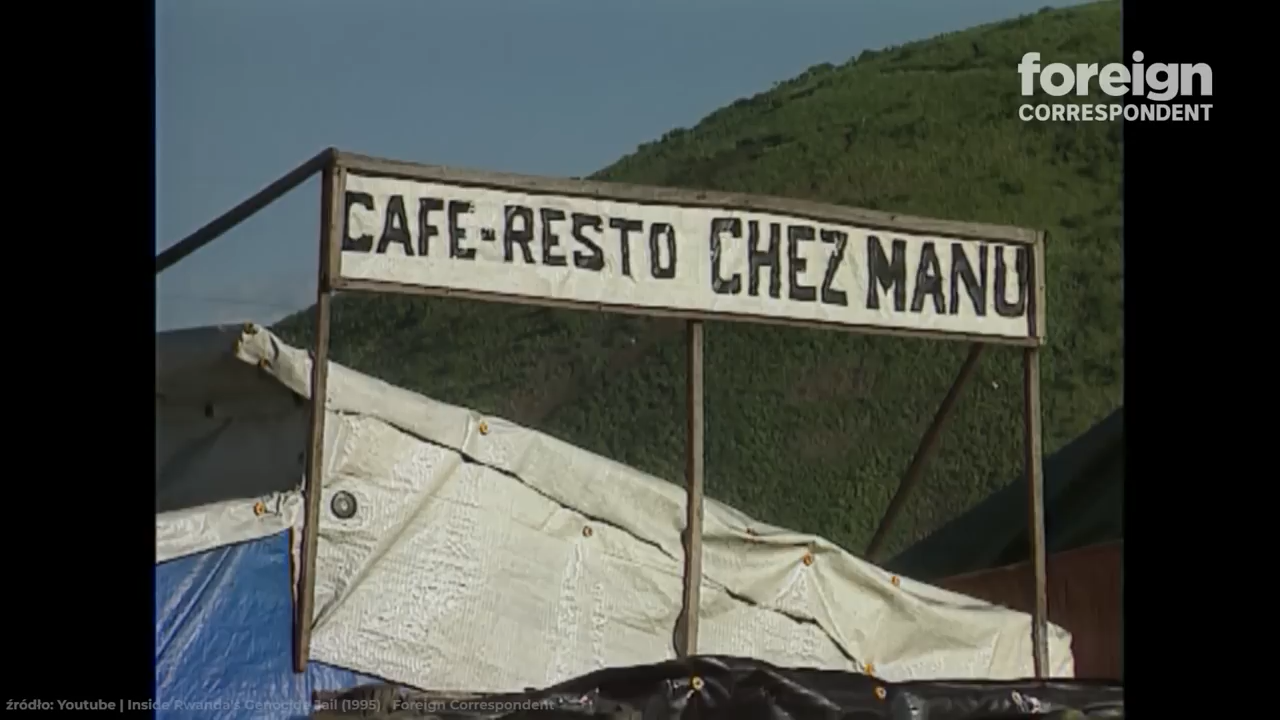 foreign
CORRESPONDENT
CAFE-RESTO CHEZ MANU
źródło: Youtube | Inside Rwanda's Genocide Jail (1995) | Foreign Correspondent